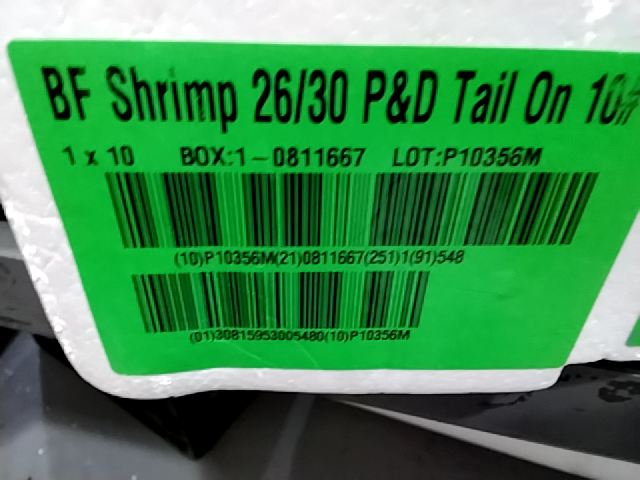 BF Shrimp 26/30 P&D Tail On 10#
1 x 10 BOX:1-0811667 LOT:P10356M
(10)P10356M(21)0811667(251)1(91)548
(01)30815953005480(10)P10356M